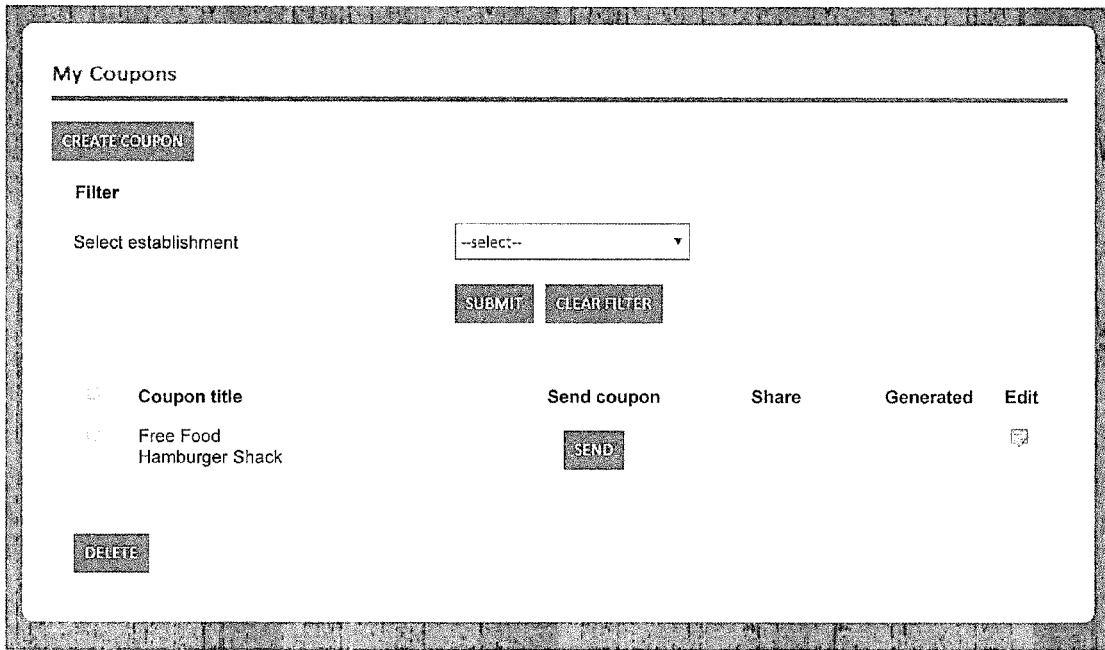 My Coupons
CREATE COUPON
Filter
Select establishment
--select--
SUBMIT CLEAR FILTER
Coupon title Send coupon Share Generated Edit
Free Food
Hamburger Shack
SEND
DELETE